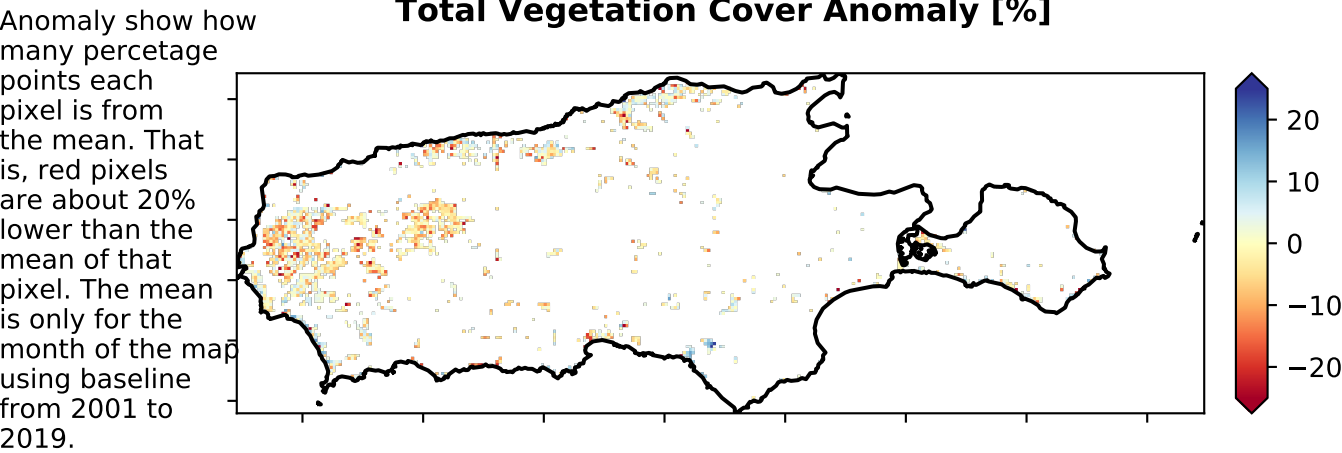 Total Vegetation Cover Anomaly [%]
Anomaly show how
many percetage
points each
pixel is from
the mean. That
is, red pixels
are about 20%
lower than the
mean of that
pixel. The mean
is only for the
month of the map
using baseline
from 2001 to
2019.
20
10
0
−10
−20